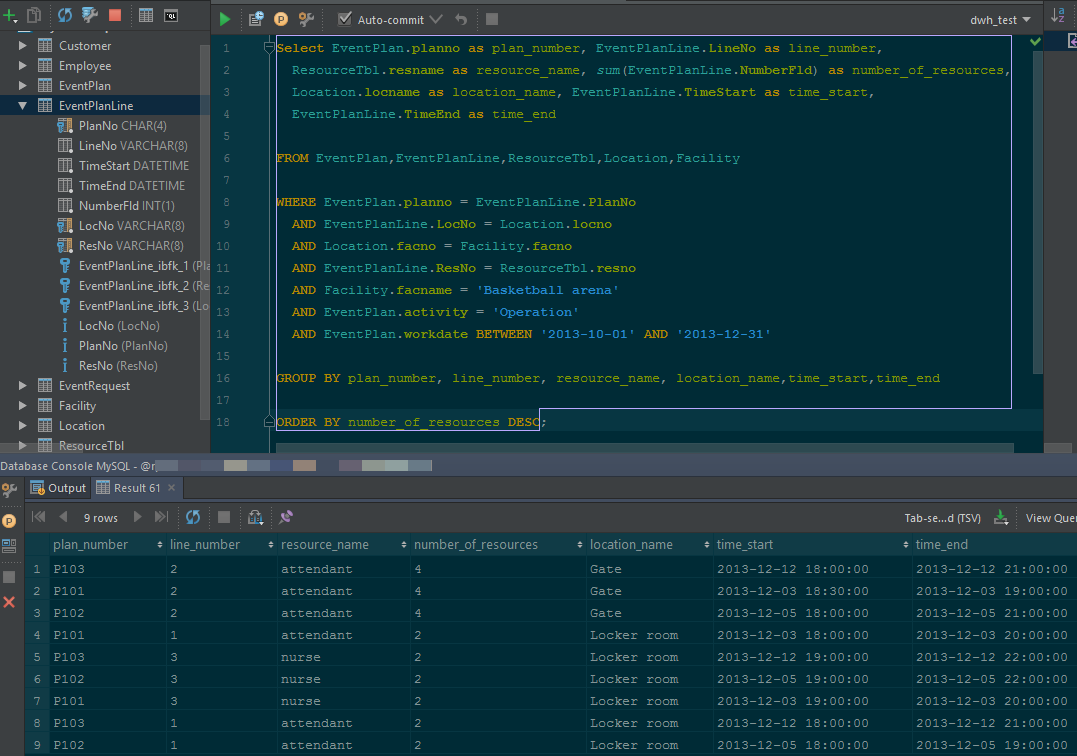 Auto-commit
dwh_test
Customer
Employee
EventPlan
EventPlanLine
PlanNo CHAR(4)
LineNo VARCHAR(8)
TimeStart DATETIME
TimeEnd DATETIME
NumberFld INT(1)
LocNo VARCHAR(8)
ResNo VARCHAR(8)
EventPlanLine_ibfk_1 (Pla
EventPlanLine_ibfk_2 (Re
EventPlanLine_ibfk_3 (Lo
LocNo (LocNo)
PlanNo (PlanNo)
ResNo (ResNo)
EventRequest
Facility
Location
ResourceTbl
1 Select EventPlan.planno as plan_number, EventPlanLine.LineNo as line_number,
2 ResourceTbl.resname as resource_name, sum(EventPlanLine.NumberFld) as number_of_resources,
3 Location.locname as location_name, EventPlanLine.TimeStart as time_start,
4 EventPlanLine.TimeEnd as time_end
5
6 FROM EventPlan,EventPlanLine,ResourceTbl,Location,Facility
7
8 WHERE EventPlan.planno = EventPlanLine.PlanNo
9 AND EventPlanLine.LocNo = Location.locno
10 AND Location.facno = Facility.facno
11 AND EventPlanLine.ResNo = ResourceTbl.resno
12 AND Facility.facname = 'Basketball arena'
13 AND EventPlan.activity = 'Operation'
14 AND EventPlan.workdate BETWEEN '2013-10-01' AND '2013-12-31'
15
16 GROUP BY plan_number, line_number, resource_name, location_name,time_start,time_end
17
18 ORDER BY number_of_resources DESC;
Database Console MySQL - @r
Output Result 61
9 rows Tab-se...d (TSV) View Quer
plan_number line_number resource_name number_of_resources location_name time_start time_end
1 P103 2 attendant 4 Gate 2013-12-12 18:00:00 2013-12-12 21:00:00
2 P101 2 attendant 4 Gate 2013-12-03 18:30:00 2013-12-03 19:00:00
3 P102 2 attendant 4 Gate 2013-12-05 18:00:00 2013-12-05 21:00:00
4 P101 1 attendant 2 Locker room 2013-12-03 18:00:00 2013-12-03 20:00:00
5 P103 3 nurse 2 Locker room 2013-12-12 19:00:00 2013-12-12 22:00:00
6 P102 3 nurse 2 Locker room 2013-12-05 19:00:00 2013-12-05 22:00:00
7 P101 3 nurse 2 Locker room 2013-12-03 19:00:00 2013-12-03 20:00:00
8 P103 1 attendant 2 Locker room 2013-12-12 18:00:00 2013-12-12 21:00:00
9 P102 1 attendant 2 Locker room 2013-12-05 18:00:00 2013-12-05 19:00:00